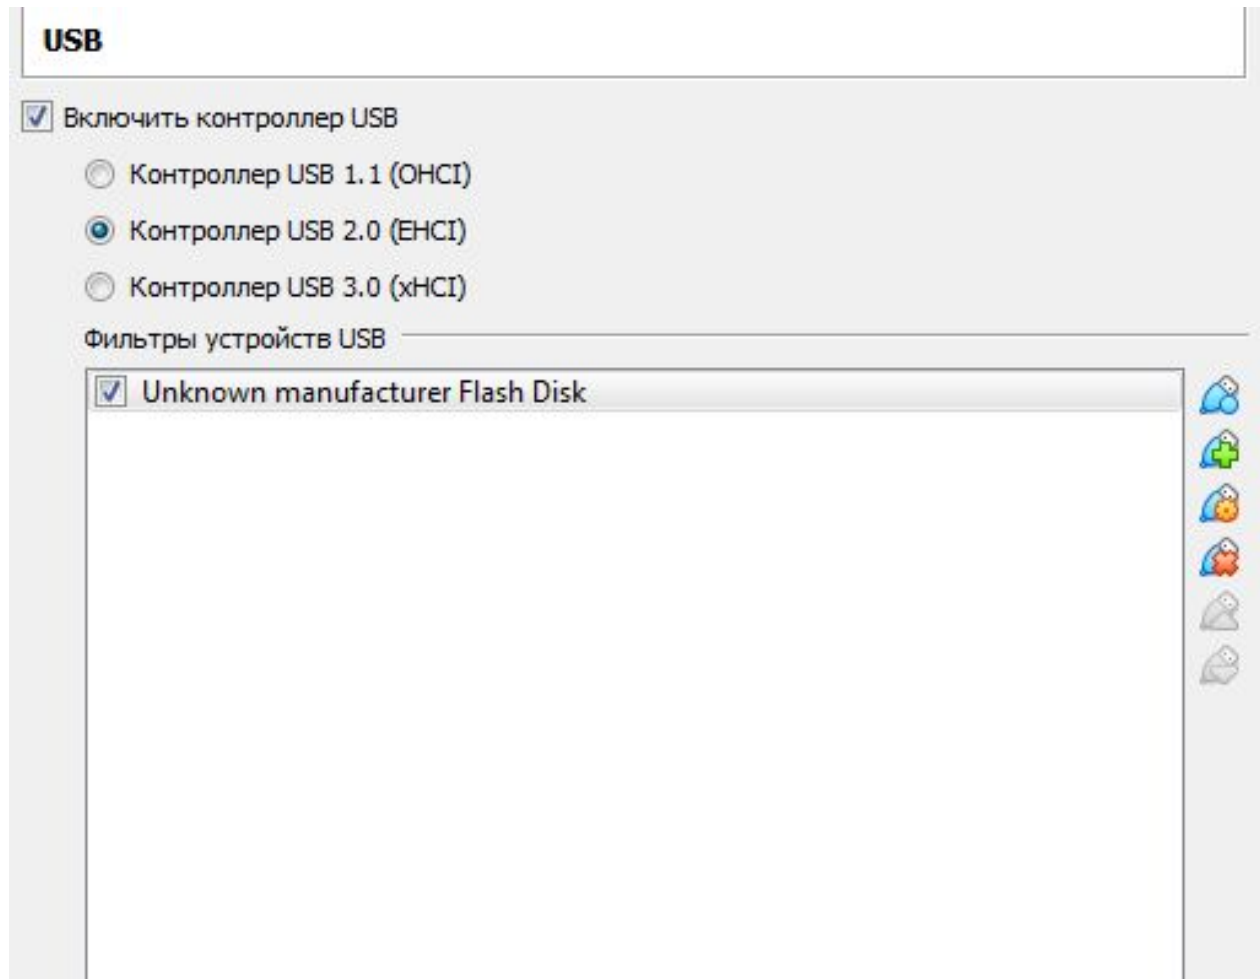 USB
Включить контроллер USB
Контроллер USB 1.1 (OHCI)
Контроллер USB 2.0 (EHCI)
Контроллер USB 3.0 (xHCI)
Фильтры устройств USB
Unknown manufacturer Flash Disk